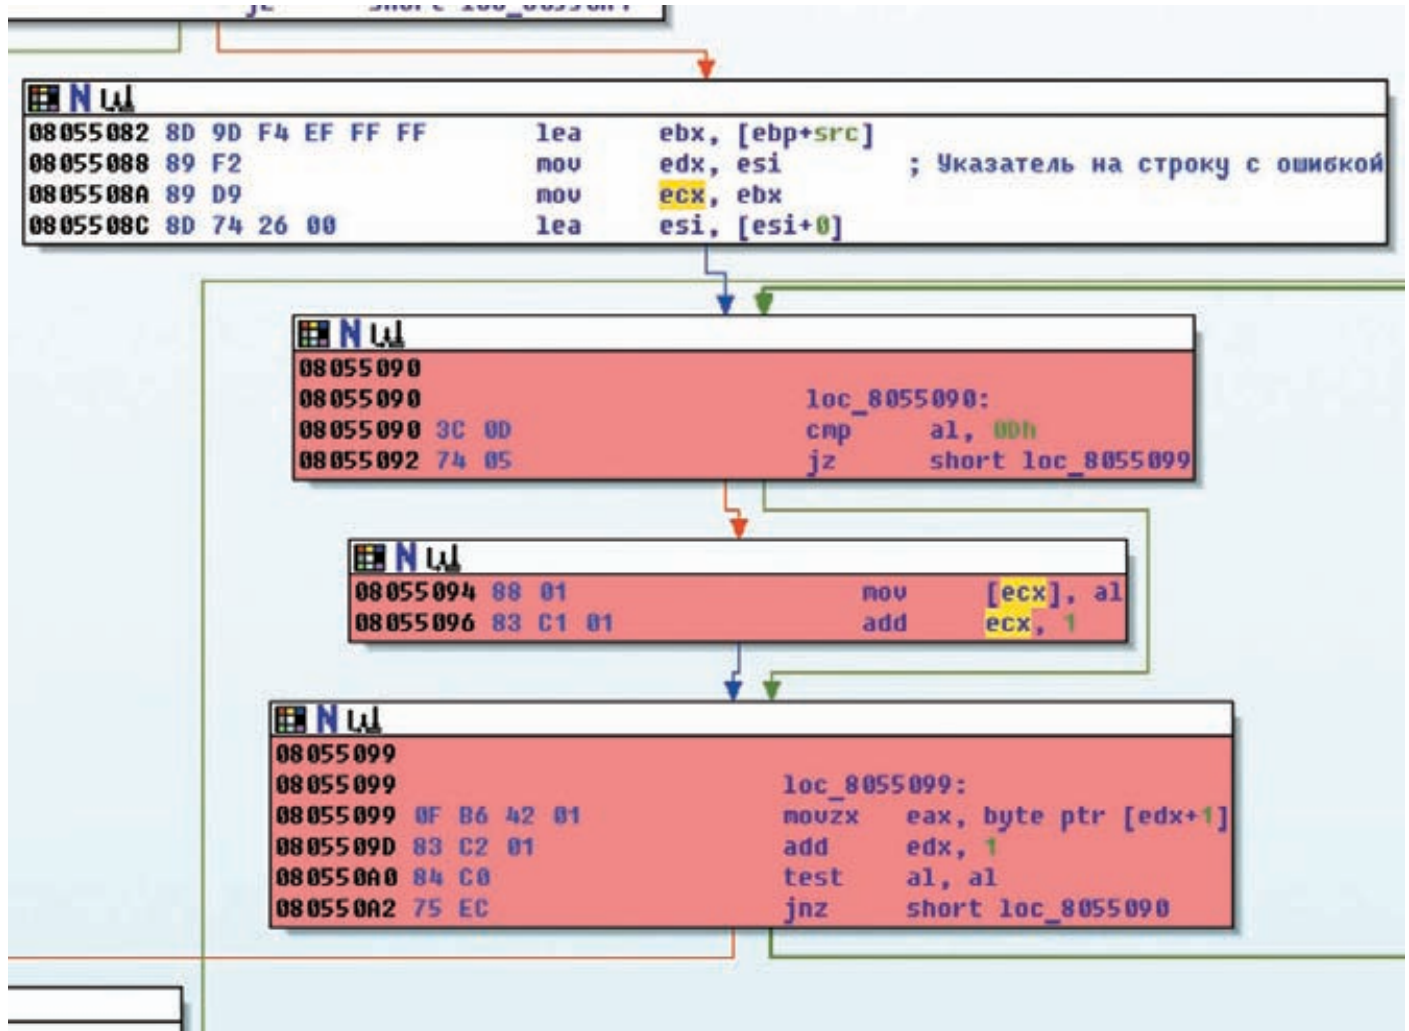 08055082 8D 9D F4 EF FF FF lea ebx, [ebp+src]
08055088 89 F2 mov edx, esi ; Указатель на строку с ошибкой
0805508A 89 D9 mov ecx, ebx
0805508C 8D 74 26 00 lea esi, [esi+0]
08055090
08055090 loc_8055090:
08055090 3C 0D cmp al, 0Dh
08055092 74 05 jz short loc_8055099
08055094 88 01 mov [ecx], al
08055096 83 C1 01 add ecx, 1
08055099
08055099 loc_8055099:
08055099 0F B6 42 01 movzx eax, byte ptr [edx+1]
0805509D 83 C2 01 add edx, 1
080550A0 84 C0 test al, al
080550A2 75 EC jnz short loc_8055090